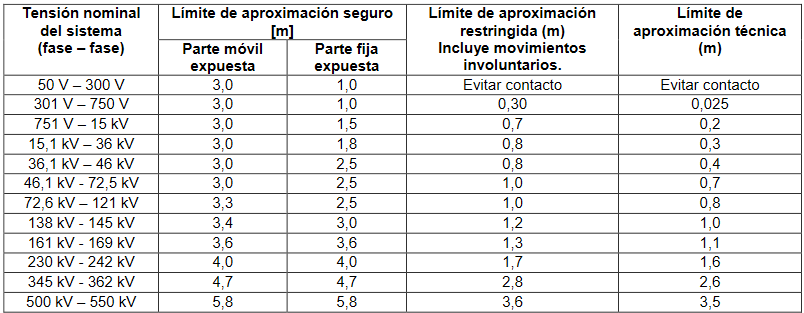 Tensión nominal del sistema (fase – fase) | Límite de aproximación seguro [m] | Límite de aproximación restringida (m) Incluye movimientos involuntarios. | Límite de aproximación técnica (m)
Parte móvil expuesta | Parte fija expuesta
50 V – 300 V | 3,0 | 1,0 | Evitar contacto | Evitar contacto
301 V – 750 V | 3,0 | 1,0 | 0,30 | 0,025
751 V – 15 kV | 3,0 | 1,5 | 0,7 | 0,2
15,1 kV – 36 kV | 3,0 | 1,8 | 0,8 | 0,3
36,1 kV – 46 kV | 3,0 | 2,5 | 0,8 | 0,4
46,1 kV - 72,5 kV | 3,0 | 2,5 | 1,0 | 0,7
72,6 kV – 121 kV | 3,3 | 2,5 | 1,0 | 0,8
138 kV - 145 kV | 3,4 | 3,0 | 1,2 | 1,0
161 kV - 169 kV | 3,6 | 3,6 | 1,3 | 1,1
230 kV - 242 kV | 4,0 | 4,0 | 1,7 | 1,6
345 kV - 362 kV | 4,7 | 4,7 | 2,8 | 2,6
500 kV – 550 kV | 5,8 | 5,8 | 3,6 | 3,5